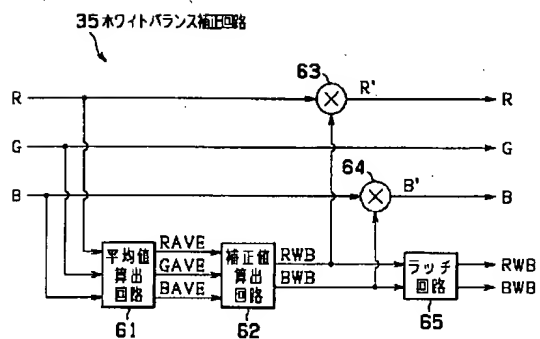 35 ホワイトバランス補正回路
63
R R' R
G G
64
B B' B
平均値
算出
回路
61
RAVE
GAVE
BAVE
補正値
算出
回路
62
RWB
BWB
ラッチ
回路
65
RWB
BWB